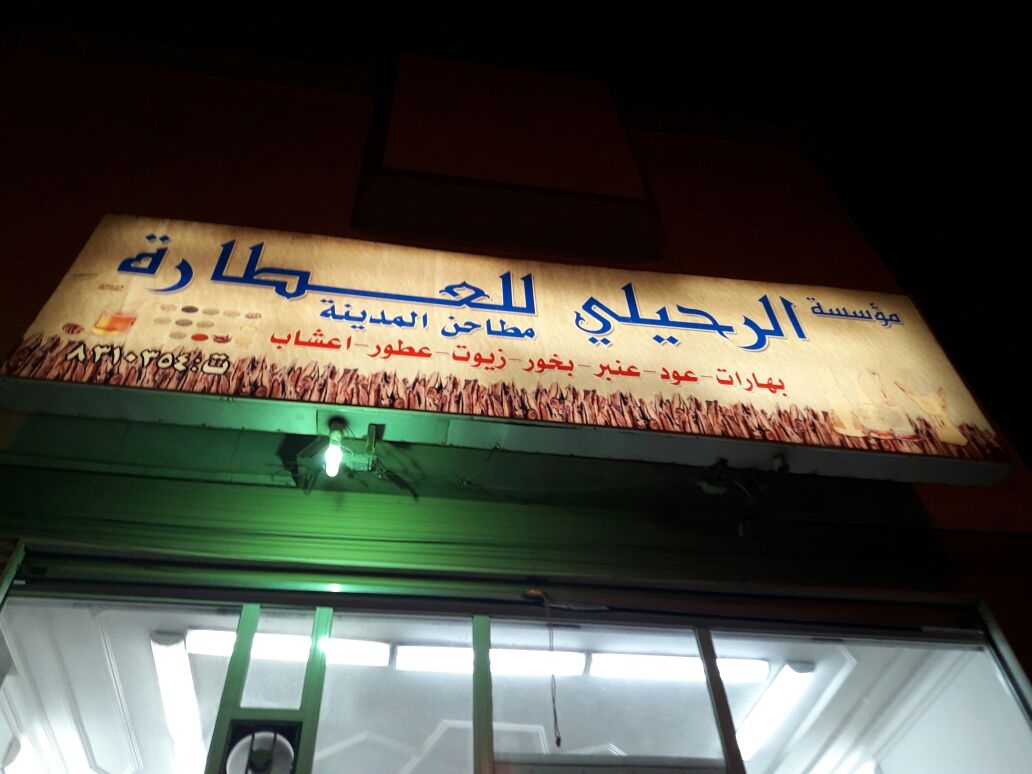 مؤسسة الرحيلي للعطارة
مطاحن المدينة
بهارات - عود - عنبر - بخور - زيوت - عطور - اعشاب
ت: ٨٣١٠٣٥٤